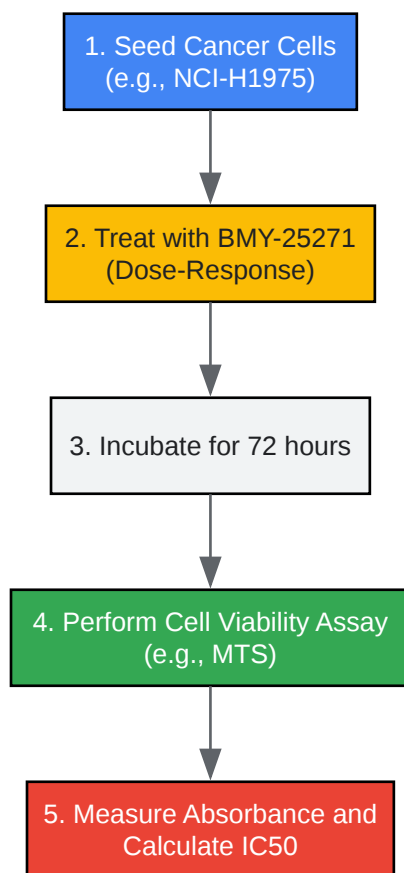 1. Seed Cancer Cells
(e.g., NCI-H1975)
2. Treat with BMY-25271
(Dose-Response)
3. Incubate for 72 hours
4. Perform Cell Viability Assay
(e.g., MTS)
5. Measure Absorbance and
Calculate IC50